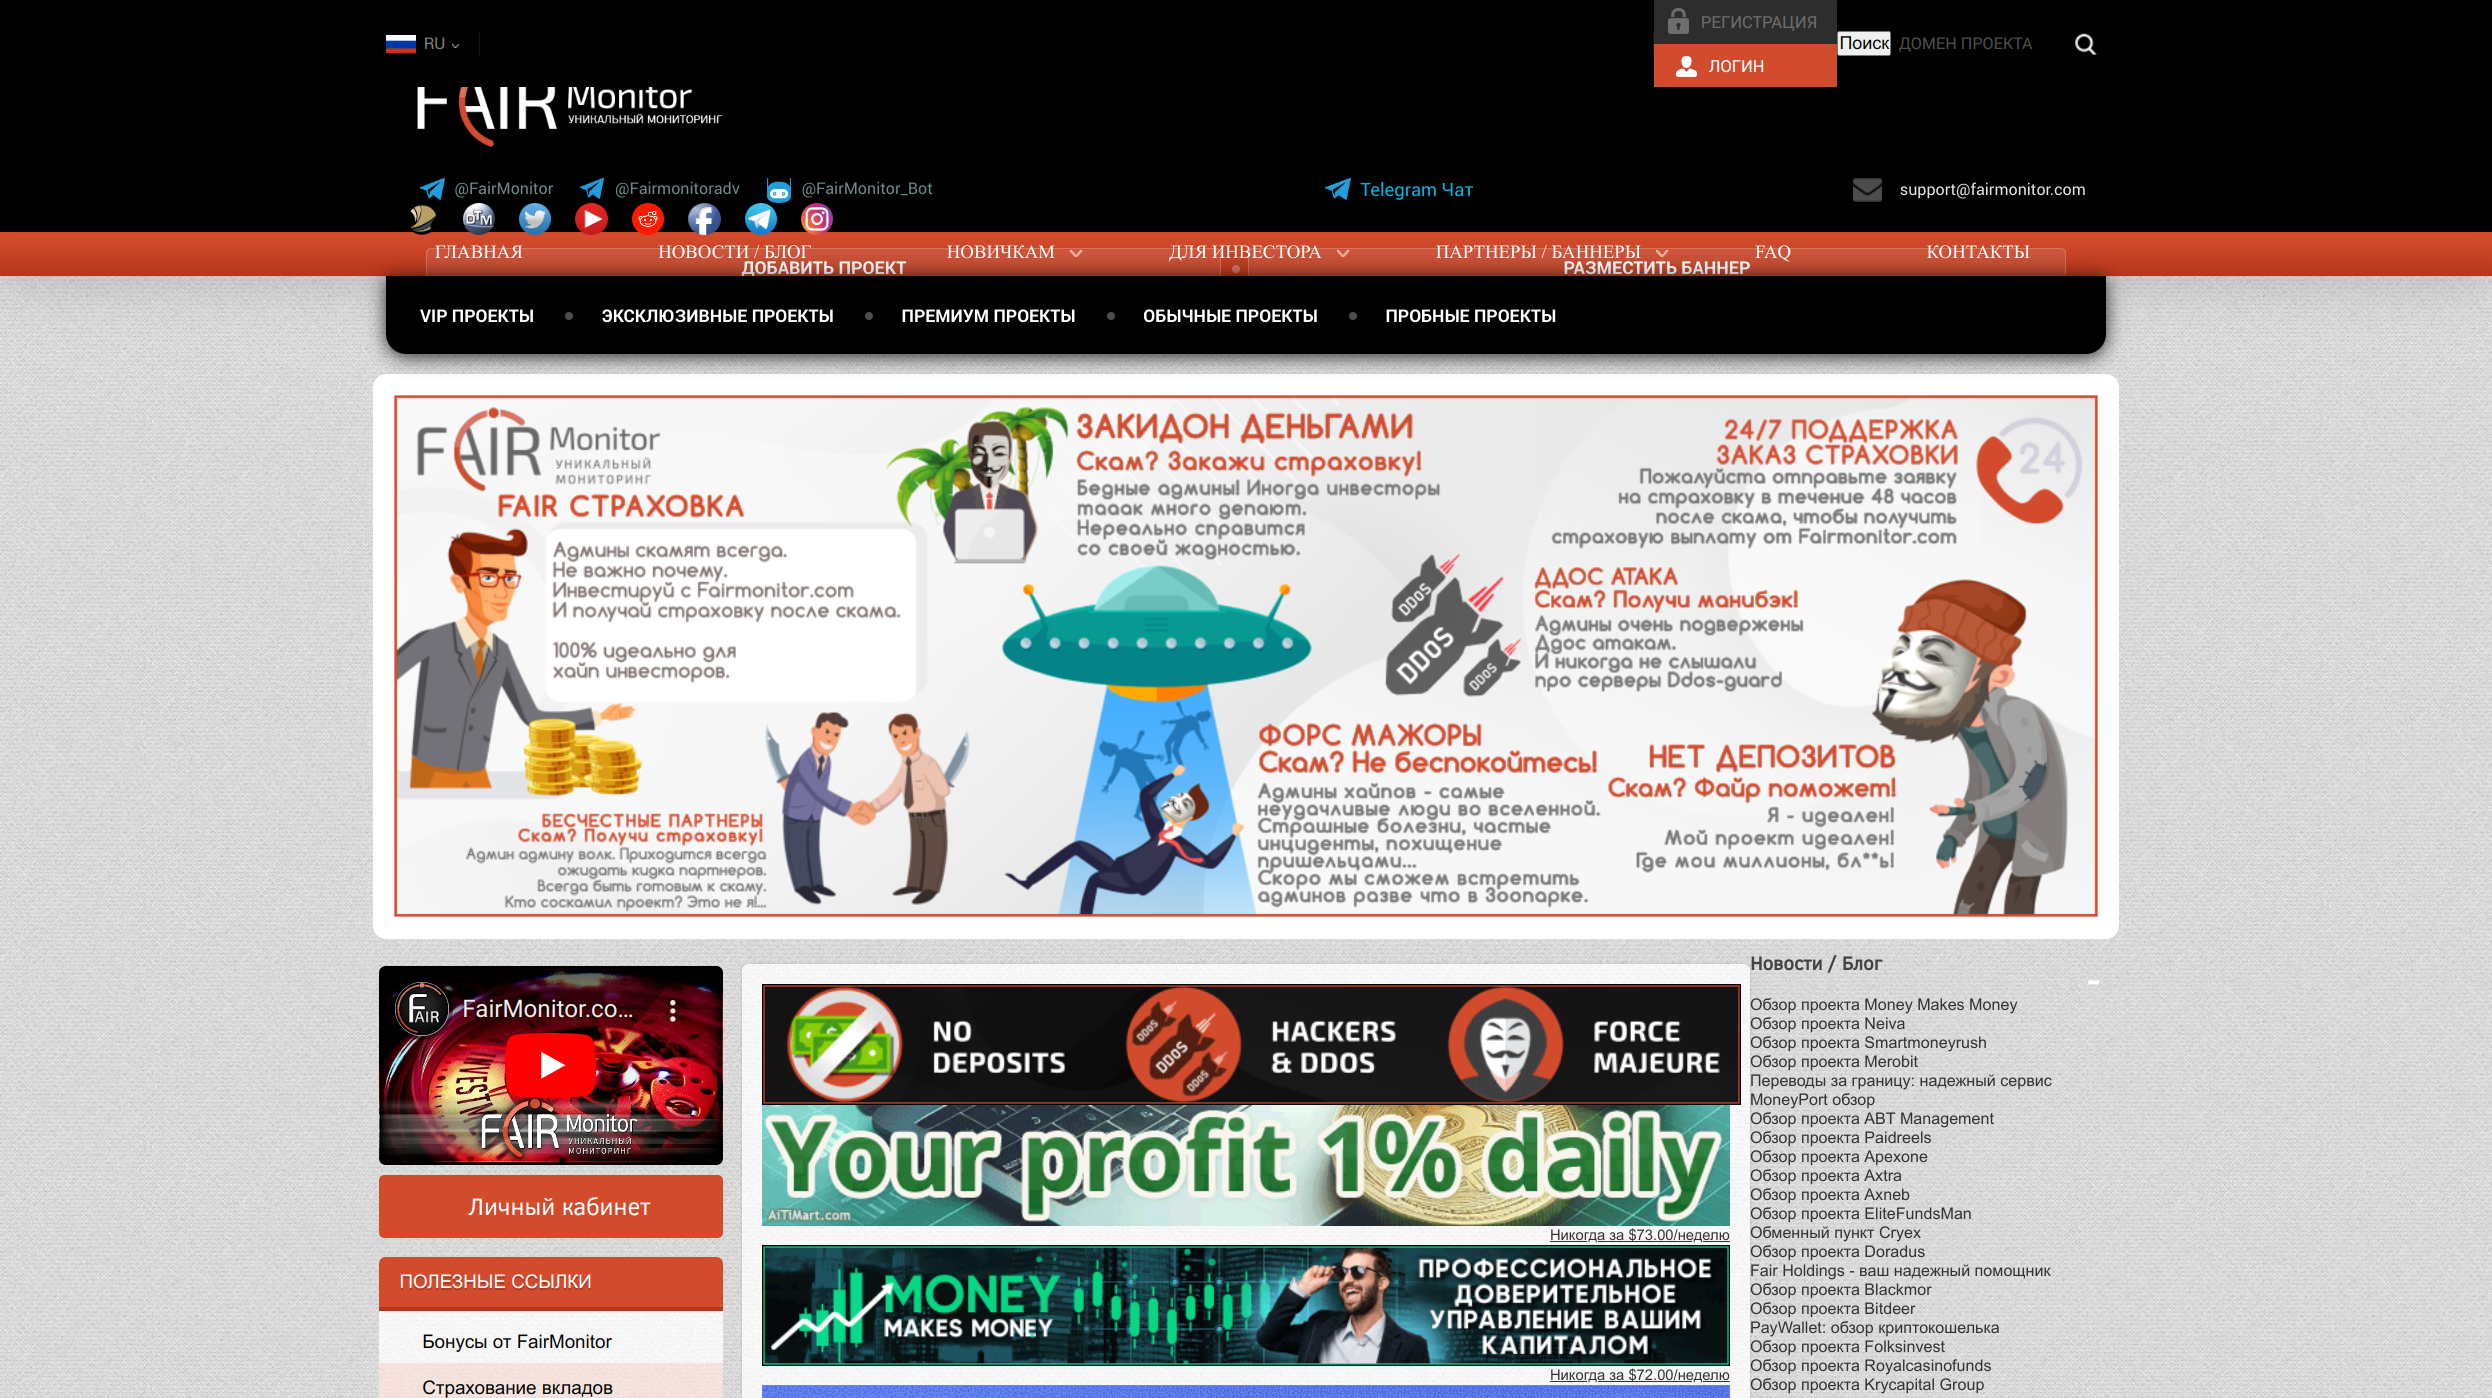 RU
РЕГИСТРАЦИЯ
ЛОГИН
Поиск
ДОМЕН ПРОЕКТА
FAIR Monitor
УНИКАЛЬНЫЙ МОНИТОРИНГ
@FairMonitor
@Fairmonitoradv
@FairMonitor_Bot
Telegram Чат
support@fairmonitor.com
ГЛАВНАЯ
НОВОСТИ / БЛОГ
НОВИЧКАМ
ДЛЯ ИНВЕСТОРА
ПАРТНЕРЫ / БАННЕРЫ
FAQ
КОНТАКТЫ
ДОБАВИТЬ ПРОЕКТ
РАЗМЕСТИТЬ БАННЕР
VIP ПРОЕКТЫ
ЭКСКЛЮЗИВНЫЕ ПРОЕКТЫ
ПРЕМИУМ ПРОЕКТЫ
ОБЫЧНЫЕ ПРОЕКТЫ
ПРОБНЫЕ ПРОЕКТЫ
FAIR Monitor
УНИКАЛЬНЫЙ
МОНИТОРИНГ
FAIR СТРАХОВКА
Админы скамят всегда.
Не важно почему.
Инвестируй с Fairmonitor.com
И получай страховку после скама.
100% идеально для
хайп инвесторов.
ЗАКИДОН ДЕНЬГАМИ
Скам? Закажи страховку!
Бедные админы! Иногда инвесторы
тааак много депают.
Нереально справится
со своей жадностью.
24/7 ПОДДЕРЖКА
ЗАКАЗ СТРАХОВКИ
24
Пожалуйста отправьте заявку
на страховку в течение 48 часов
после скама, чтобы получить
страховую выплату от Fairmonitor.com
DDOS
DDOS
DDOS
ДДОС АТАКА
Скам? Получи манибэк!
Админы очень подвержены
Ддос атакам.
И никогда не слышали
про серверы Ddos-guard
ФОРС МАЖОРЫ
Скам? Не беспокойтесь!
Админы хайпов - самые
неудачливые люди во вселенной.
Страшные болезни, частые
инциденты, похищение
пришельцами...
Скоро мы сможем встретить
админов разве что в Зоопарке.
НЕТ ДЕПОЗИТОВ
Скам? Файр поможет!
Я - идеален!
Мой проект идеален!
Где мои миллионы, бл**ь!
БЕСЧЕСТНЫЕ ПАРТНЕРЫ
Скам? Получи страховку!
Админ админу волк. Приходится всегда
ожидать кидка партнеров.
Всегда быть готовым к скаму.
Кто соскамил проект? Это не я!...
FAIR
FairMonitor.co...
INVEST
FAIR Monitor
УНИКАЛЬНЫЙ
МОНИТОРИНГ
Личный кабинет
ПОЛЕЗНЫЕ ССЫЛКИ
Бонусы от FairMonitor
Страхование вкладов
NO
DEPOSITS
DDOS
DDOS
DDOS
HACKERS
& DDOS
FORCE
MAJEURE
Your profit 1% daily
AiTiMart.com
Никогда за $73.00/неделю
MONEY
MAKES MONEY
ПРОФЕССИОНАЛЬНОЕ
ДОВЕРИТЕЛЬНОЕ
УПРАВЛЕНИЕ ВАШИМ
КАПИТАЛОМ
Никогда за $72.00/неделю
Новости / Блог
Обзор проекта Money Makes Money
Обзор проекта Neiva
Обзор проекта Smartmoneyrush
Обзор проекта Merobit
Переводы за границу: надежный сервис
MoneyPort обзор
Обзор проекта ABT Management
Обзор проекта Paidreels
Обзор проекта Apexone
Обзор проекта Axtra
Обзор проекта Axneb
Обзор проекта EliteFundsMan
Обменный пункт Cryex
Обзор проекта Doradus
Fair Holdings - ваш надежный помощник
Обзор проекта Blackmor
Обзор проекта Bitdeer
PayWallet: обзор криптокошелька
Обзор проекта Folksinvest
Обзор проекта Royalcasinofunds
Обзор проекта Krycapital Group